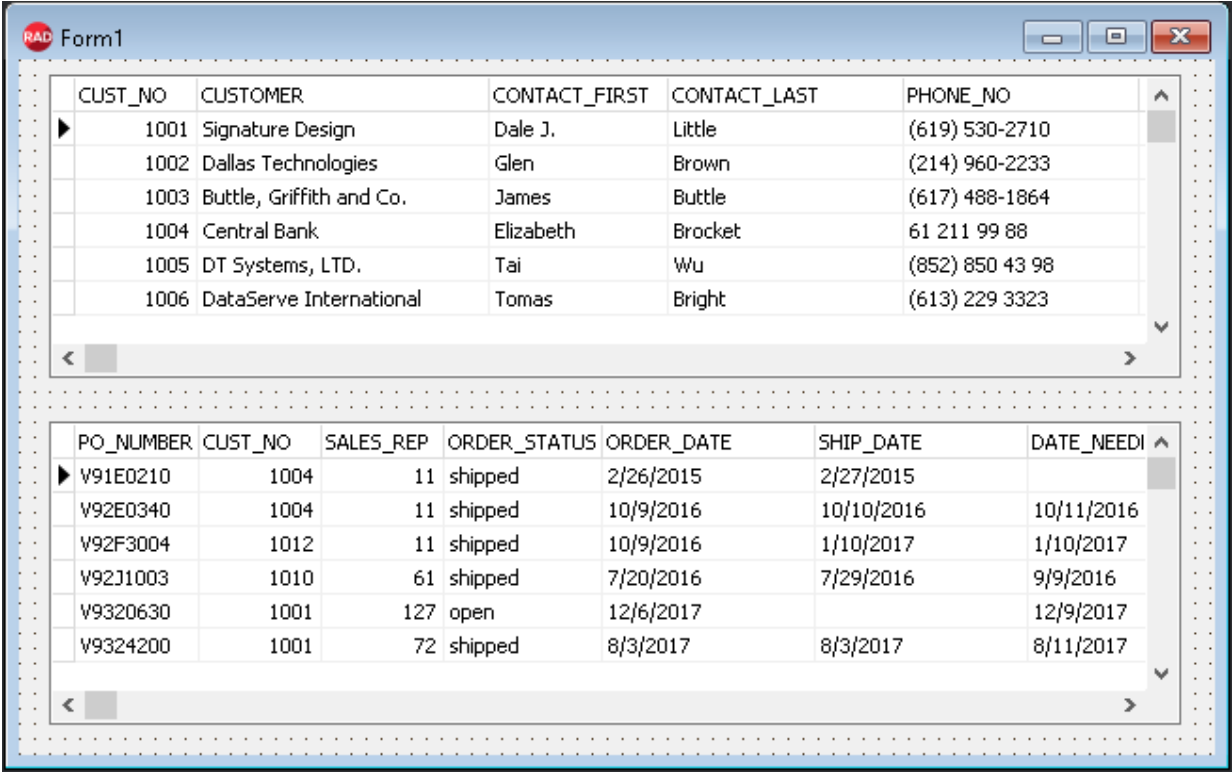 RAD Form1
CUST_NO CUSTOMER CONTACT_FIRST CONTACT_LAST PHONE_NO
1001 Signature Design Dale J. Little (619) 530-2710
1002 Dallas Technologies Glen Brown (214) 960-2233
1003 Buttle, Griffith and Co. James Buttle (617) 488-1864
1004 Central Bank Elizabeth Brocket 61 211 99 88
1005 DT Systems, LTD. Tai Wu (852) 850 43 98
1006 DataServe International Tomas Bright (613) 229 3323
PO_NUMBER CUST_NO SALES_REP ORDER_STATUS ORDER_DATE SHIP_DATE DATE_NEED
V91E0210 1004 11 shipped 2/26/2015 2/27/2015
V92E0340 1004 11 shipped 10/9/2016 10/10/2016 10/11/2016
V92F3004 1012 11 shipped 10/9/2016 1/10/2017 1/10/2017
V92J1003 1010 61 shipped 7/20/2016 7/29/2016 9/9/2016
V9320630 1001 127 open 12/6/2017 12/9/2017
V9324200 1001 72 shipped 8/3/2017 8/3/2017 8/11/2017